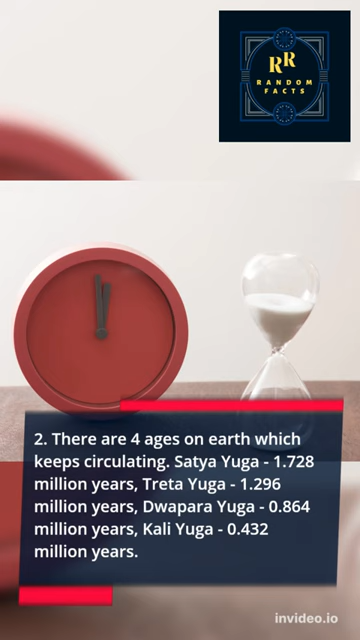 RR
RANDOM
FACTS
2. There are 4 ages on earth which
keeps circulating. Satya Yuga - 1.728
million years, Treta Yuga - 1.296
million years, Dwapara Yuga - 0.864
million years, Kali Yuga - 0.432
million years.
invideo.io